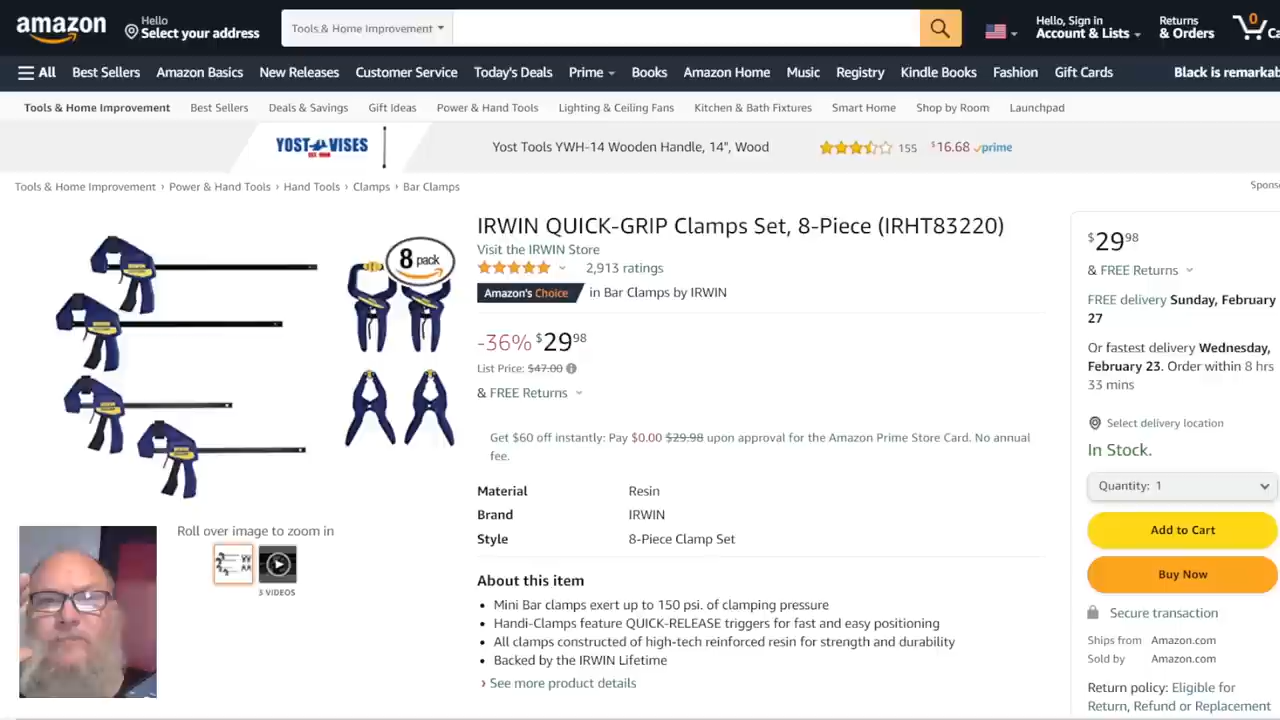 amazon
Hello
Select your address
Tools & Home Improvement
Hello, Sign in
Account & Lists
Returns
& Orders
0
All
Best Sellers
Amazon Basics
New Releases
Customer Service
Today's Deals
Prime
Books
Amazon Home
Music
Registry
Kindle Books
Fashion
Gift Cards
Black is remarkab
Tools & Home Improvement
Best Sellers
Deals & Savings
Gift Ideas
Power & Hand Tools
Lighting & Ceiling Fans
Kitchen & Bath Fixtures
Smart Home
Shop by Room
Launchpad
YOST VISES
Yost Tools YWH-14 Wooden Handle, 14", Wood
155
$16.68 prime
Tools & Home Improvement › Power & Hand Tools › Hand Tools › Clamps › Bar Clamps
Spons
8 pack
IRWIN QUICK-GRIP Clamps Set, 8-Piece (IRHT83220)
Visit the IRWIN Store
2,913 ratings
Amazon's Choice in Bar Clamps by IRWIN
-36% $29.98
List Price: $47.00
& FREE Returns
Get $60 off instantly: Pay $0.00 $29.98 upon approval for the Amazon Prime Store Card. No annual
fee.
Material Resin
Brand IRWIN
Style 8-Piece Clamp Set
About this item
• Mini Bar clamps exert up to 150 psi. of clamping pressure
• Handi-Clamps feature QUICK-RELEASE triggers for fast and easy positioning
• All clamps constructed of high-tech reinforced resin for strength and durability
• Backed by the IRWIN Lifetime
› See more product details
Roll over image to zoom in
3 VIDEOS
$29.98
& FREE Returns
FREE delivery Sunday, February
27
Or fastest delivery Wednesday,
February 23. Order within 8 hrs
33 mins
Select delivery location
In Stock.
Quantity: 1
Add to Cart
Buy Now
Secure transaction
Ships from Amazon.com
Sold by Amazon.com
Return policy: Eligible for
Return, Refund or Replacement